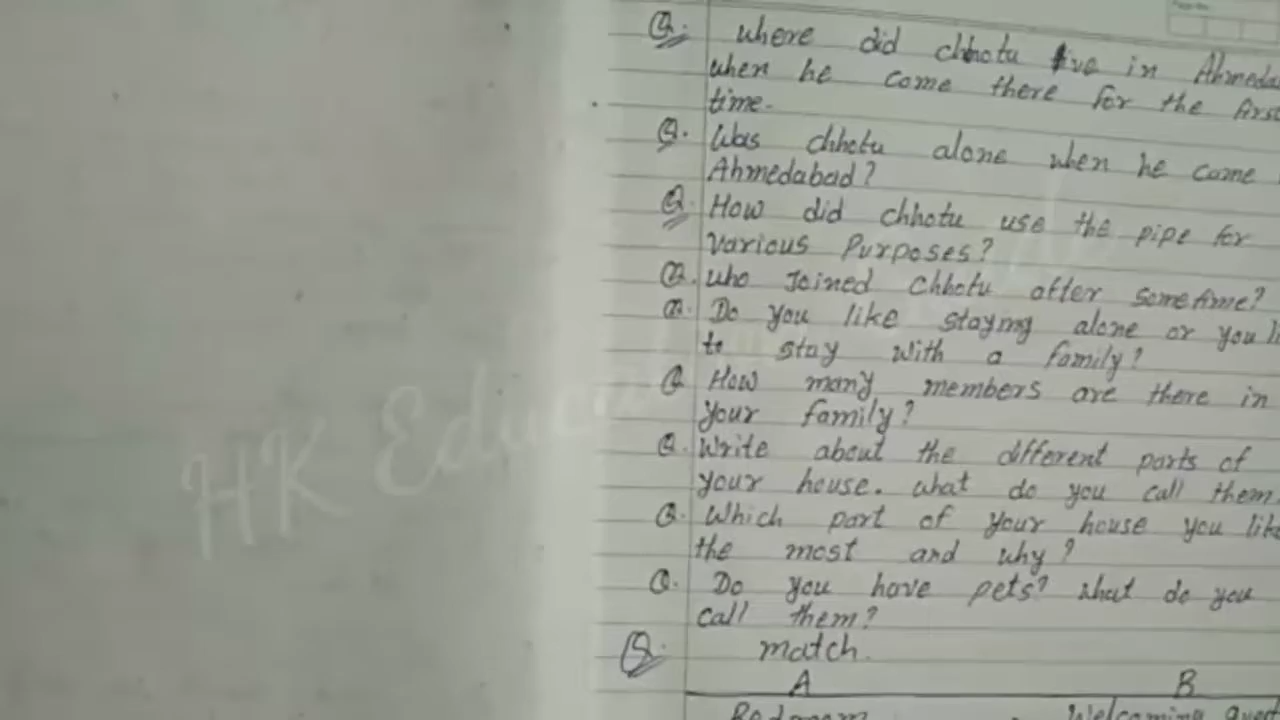 Q. where did chhotu live in
when he come there for the
time.
Q. Was chhotu alone when he come
Ahmedabad?
Q. How did chhotu use the pipe for
various Purposes?
Q. who Joined Chhotu after sometime?
Q. Do you like staying alone or you
to stay with a family?
Q How many members are there in
your family?
Q. Write about the different parts of
your house. what do you call them
Q. Which part of your house you
the most and why?
Q. Do you have pets? what do you
call them?
Q. match.
A B
Welcoming
HK